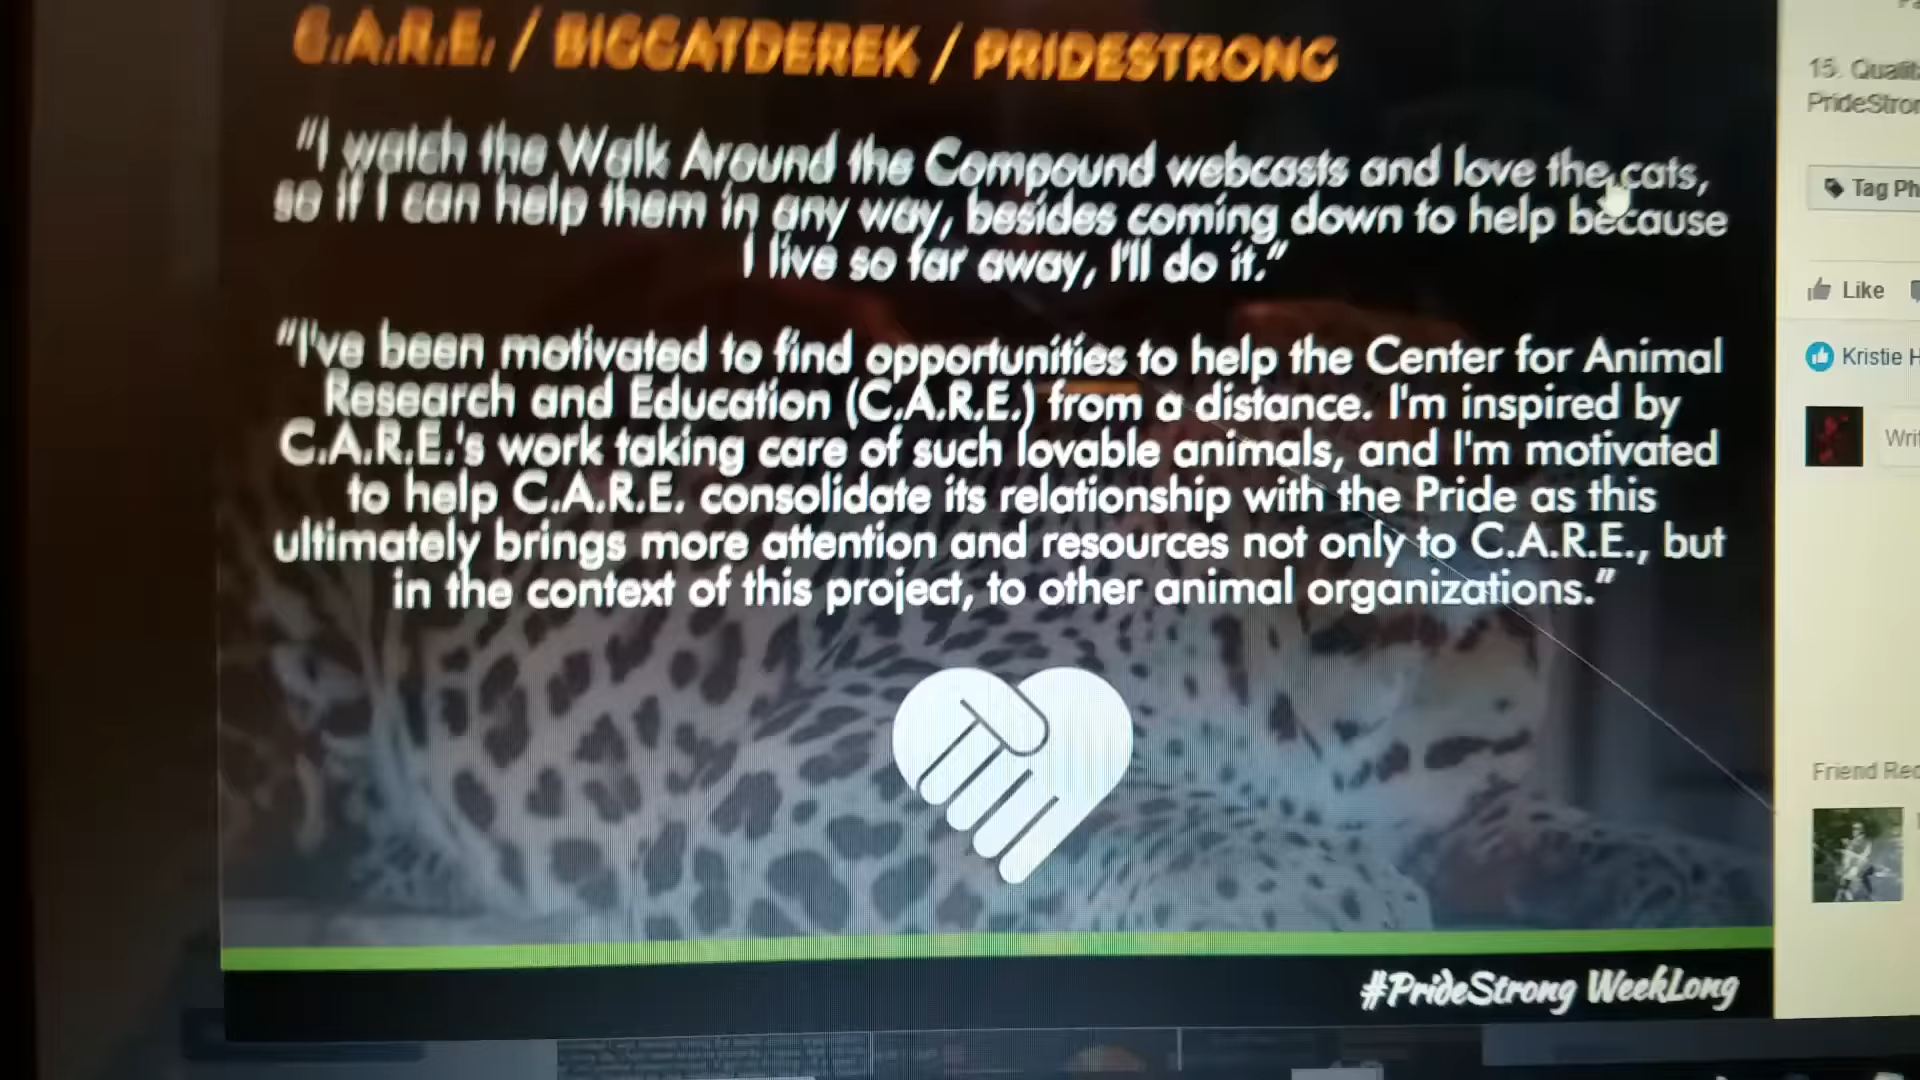 C.A.R.E. / BIGCATDEREK / PRIDESTRONG
"I watch the Walk Around the Compound webcasts and love the cats,
so if I can help them in any way, besides coming down to help because
I live so far away, I'll do it."
"I've been motivated to find opportunities to help the Center for Animal
Research and Education (C.A.R.E.) from a distance. I'm inspired by
C.A.R.E.'s work taking care of such lovable animals, and I'm motivated
to help C.A.R.E. consolidate its relationship with the Pride as this
ultimately brings more attention and resources not only to C.A.R.E., but
in the context of this project, to other animal organizations."
#PrideStrong WeekLong
15. Qualit
PrideStron
Tag Ph
Like
Kristie H
Wri
Friend Req